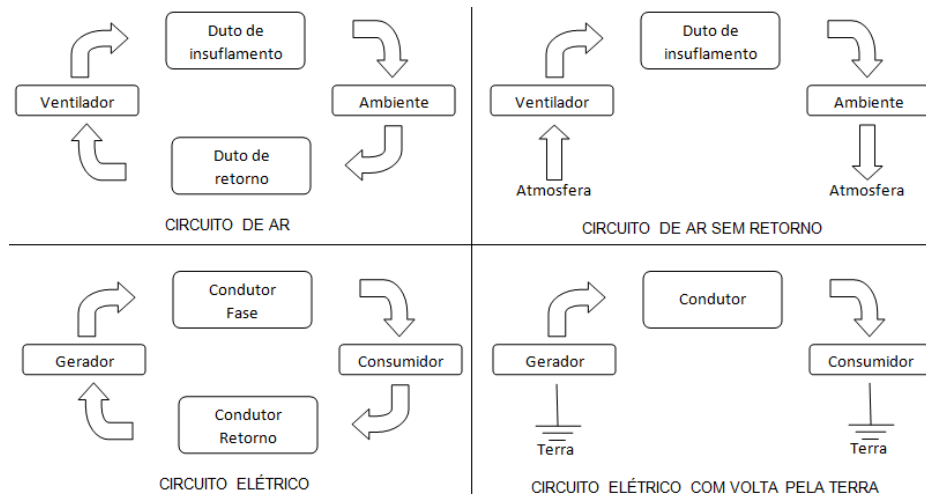 Duto de
insuflamento
Ventilador
Ambiente
Duto de
retorno
CIRCUITO DE AR
Duto de
insuflamento
Ventilador
Ambiente
Atmosfera
Atmosfera
CIRCUITO DE AR SEM RETORNO
Condutor
Fase
Gerador
Consumidor
Condutor
Retorno
CIRCUITO ELÉTRICO
Condutor
Gerador
Consumidor
Terra
Terra
CIRCUITO ELÉTRICO COM VOLTA PELA TERRA